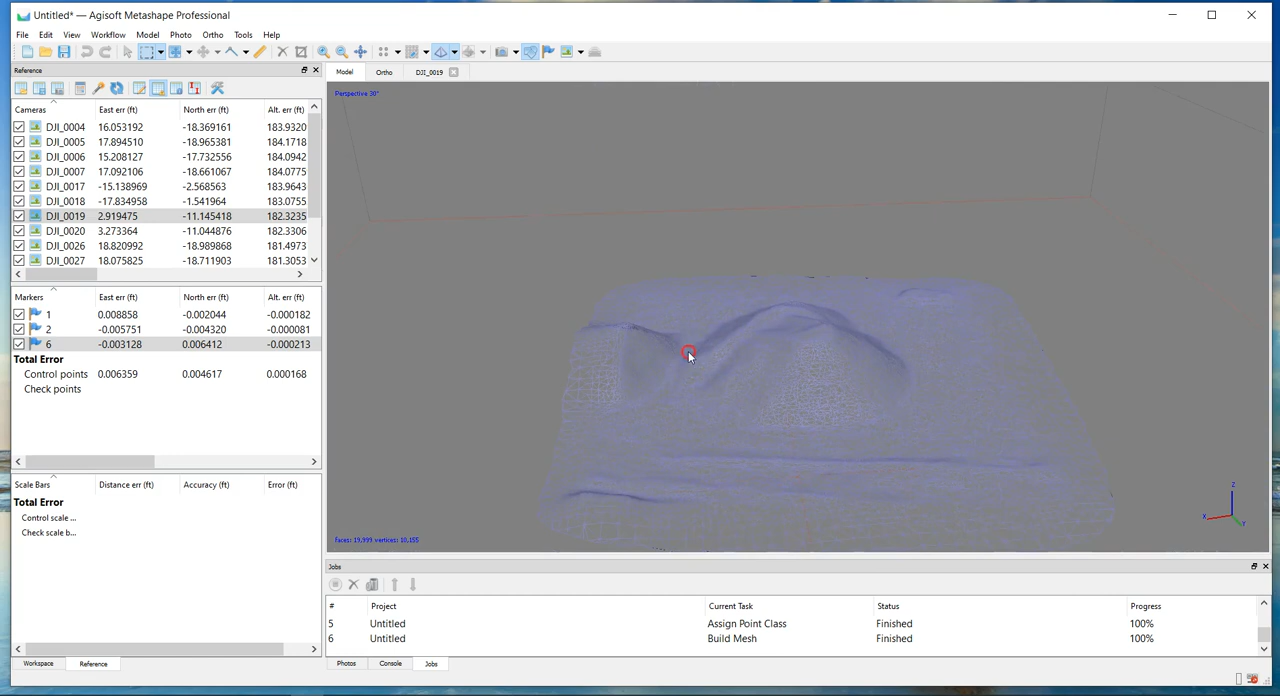 Untitled* — Agisoft Metashape Professional
File Edit View Workflow Model Photo Ortho Tools Help
Reference
Model Ortho DJI_0019
Cameras East err (ft) North err (ft) Alt. err (ft)
DJI_0004 16.053192 -18.369161 183.9320
DJI_0005 17.894510 -18.965381 184.1718
DJI_0006 15.208127 -17.732556 184.0942
DJI_0007 17.092106 -18.661067 184.0775
DJI_0017 -15.138969 -2.568563 183.9643
DJI_0018 -17.834958 -1.541964 183.0755
DJI_0019 2.919475 -11.145418 182.3235
DJI_0020 3.273364 -11.044876 182.3306
DJI_0026 18.820992 -18.989868 181.4973
DJI_0027 18.075825 -18.711903 181.3053
Markers East err (ft) North err (ft) Alt. err (ft)
1 0.008858 -0.002044 -0.000182
2 -0.005751 -0.004320 -0.000081
6 -0.003128 0.006412 -0.000213
Total Error
Control points 0.006359 0.004617 0.000168
Check points
Scale Bars Distance err (ft) Accuracy (ft) Error (ft)
Total Error
Control scale ...
Check scale b...
Workspace Reference
Perspective 30°
Z
X
Y
faces: 19,999 vertices: 10,155
Jobs
# Project Current Task Status Progress
5 Untitled Assign Point Class Finished 100%
6 Untitled Build Mesh Finished 100%
Photos Console Jobs